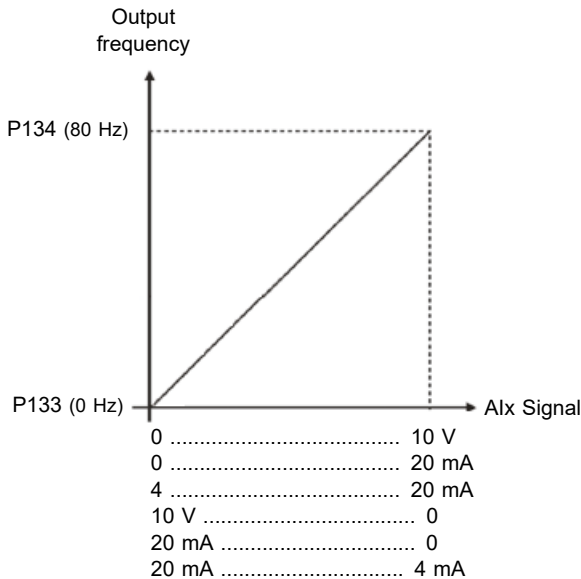 Output
frequency
P134 (80 Hz)
P133 (0 Hz)
AIx Signal
0 ..................................... 10 V
0 ..................................... 20 mA
4 ..................................... 20 mA
10 V .................................. 0
20 mA ............................... 0
20 mA ............................. 4 mA